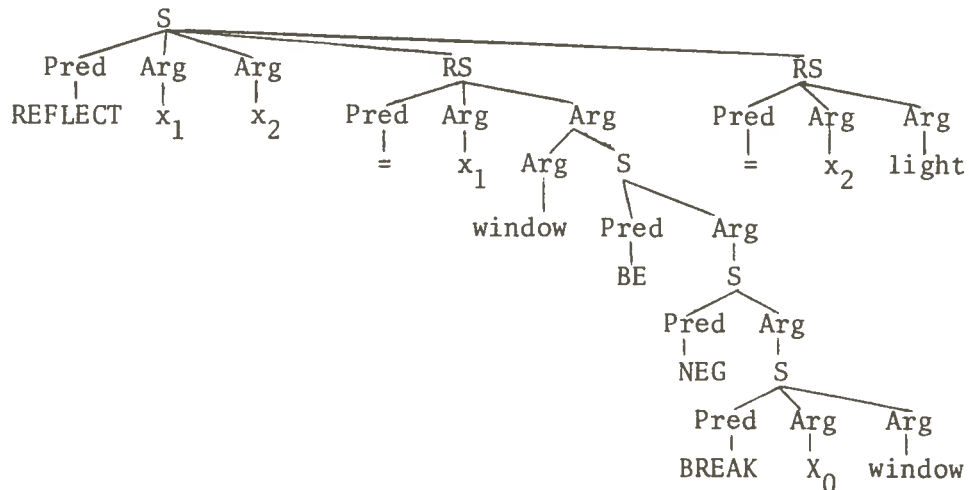 S
Pred Arg Arg RS RS
REFLECT x1 x2 Pred Arg Arg Pred Arg Arg
= x1 Arg S = x2 light
window Pred Arg
BE S
Pred Arg
NEG S
Pred Arg Arg
BREAK X0 window